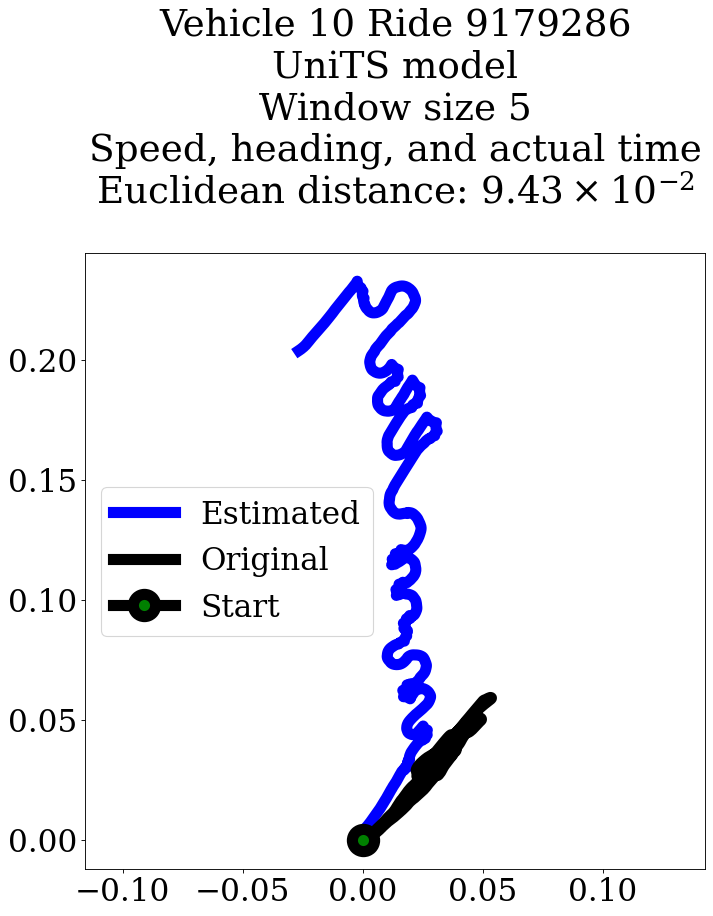 Vehicle 10 Ride 9179286
UniTS model
Window size 5
Speed, heading, and actual time
Euclidean distance: 9.43 × 10⁻²
0.20
0.15
Estimated
Original
0.10
Start
0.05
0.00
−0.10 −0.05 0.00 0.05 0.10